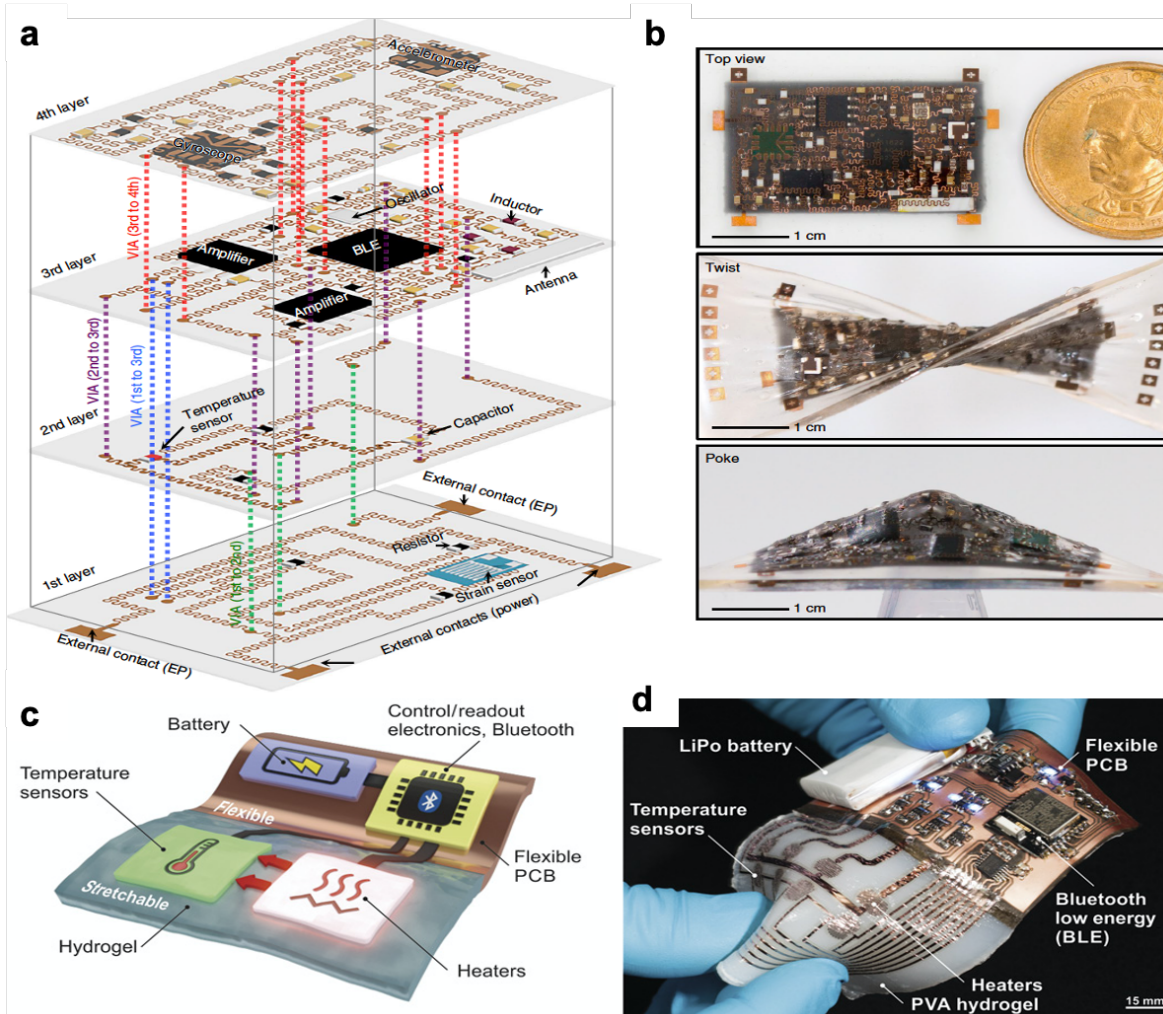 a
Accelerometer
4th layer
Gyroscope
VIA (3rd to 4th)
Oscillator
Inductor
BLE
Amplifier
3rd layer
Antenna
Amplifier
VIA (2nd to 3rd)
VIA (1st to 3rd)
Temperature
sensor
2nd layer
Capacitor
External contact (EP)
Resistor
1st layer
VIA (1st to 2nd)
Strain sensor
External contacts (power)
External contact (EP)
b
Top view
1 cm
Twist
1 cm
Poke
1 cm
c
Battery
Control/readout
electronics, Bluetooth
Temperature
sensors
Flexible
Flexible
PCB
Stretchable
Hydrogel
Heaters
d
LiPo battery
Flexible
PCB
Temperature
sensors
Bluetooth
low energy
(BLE)
Heaters
PVA hydrogel
15 mm